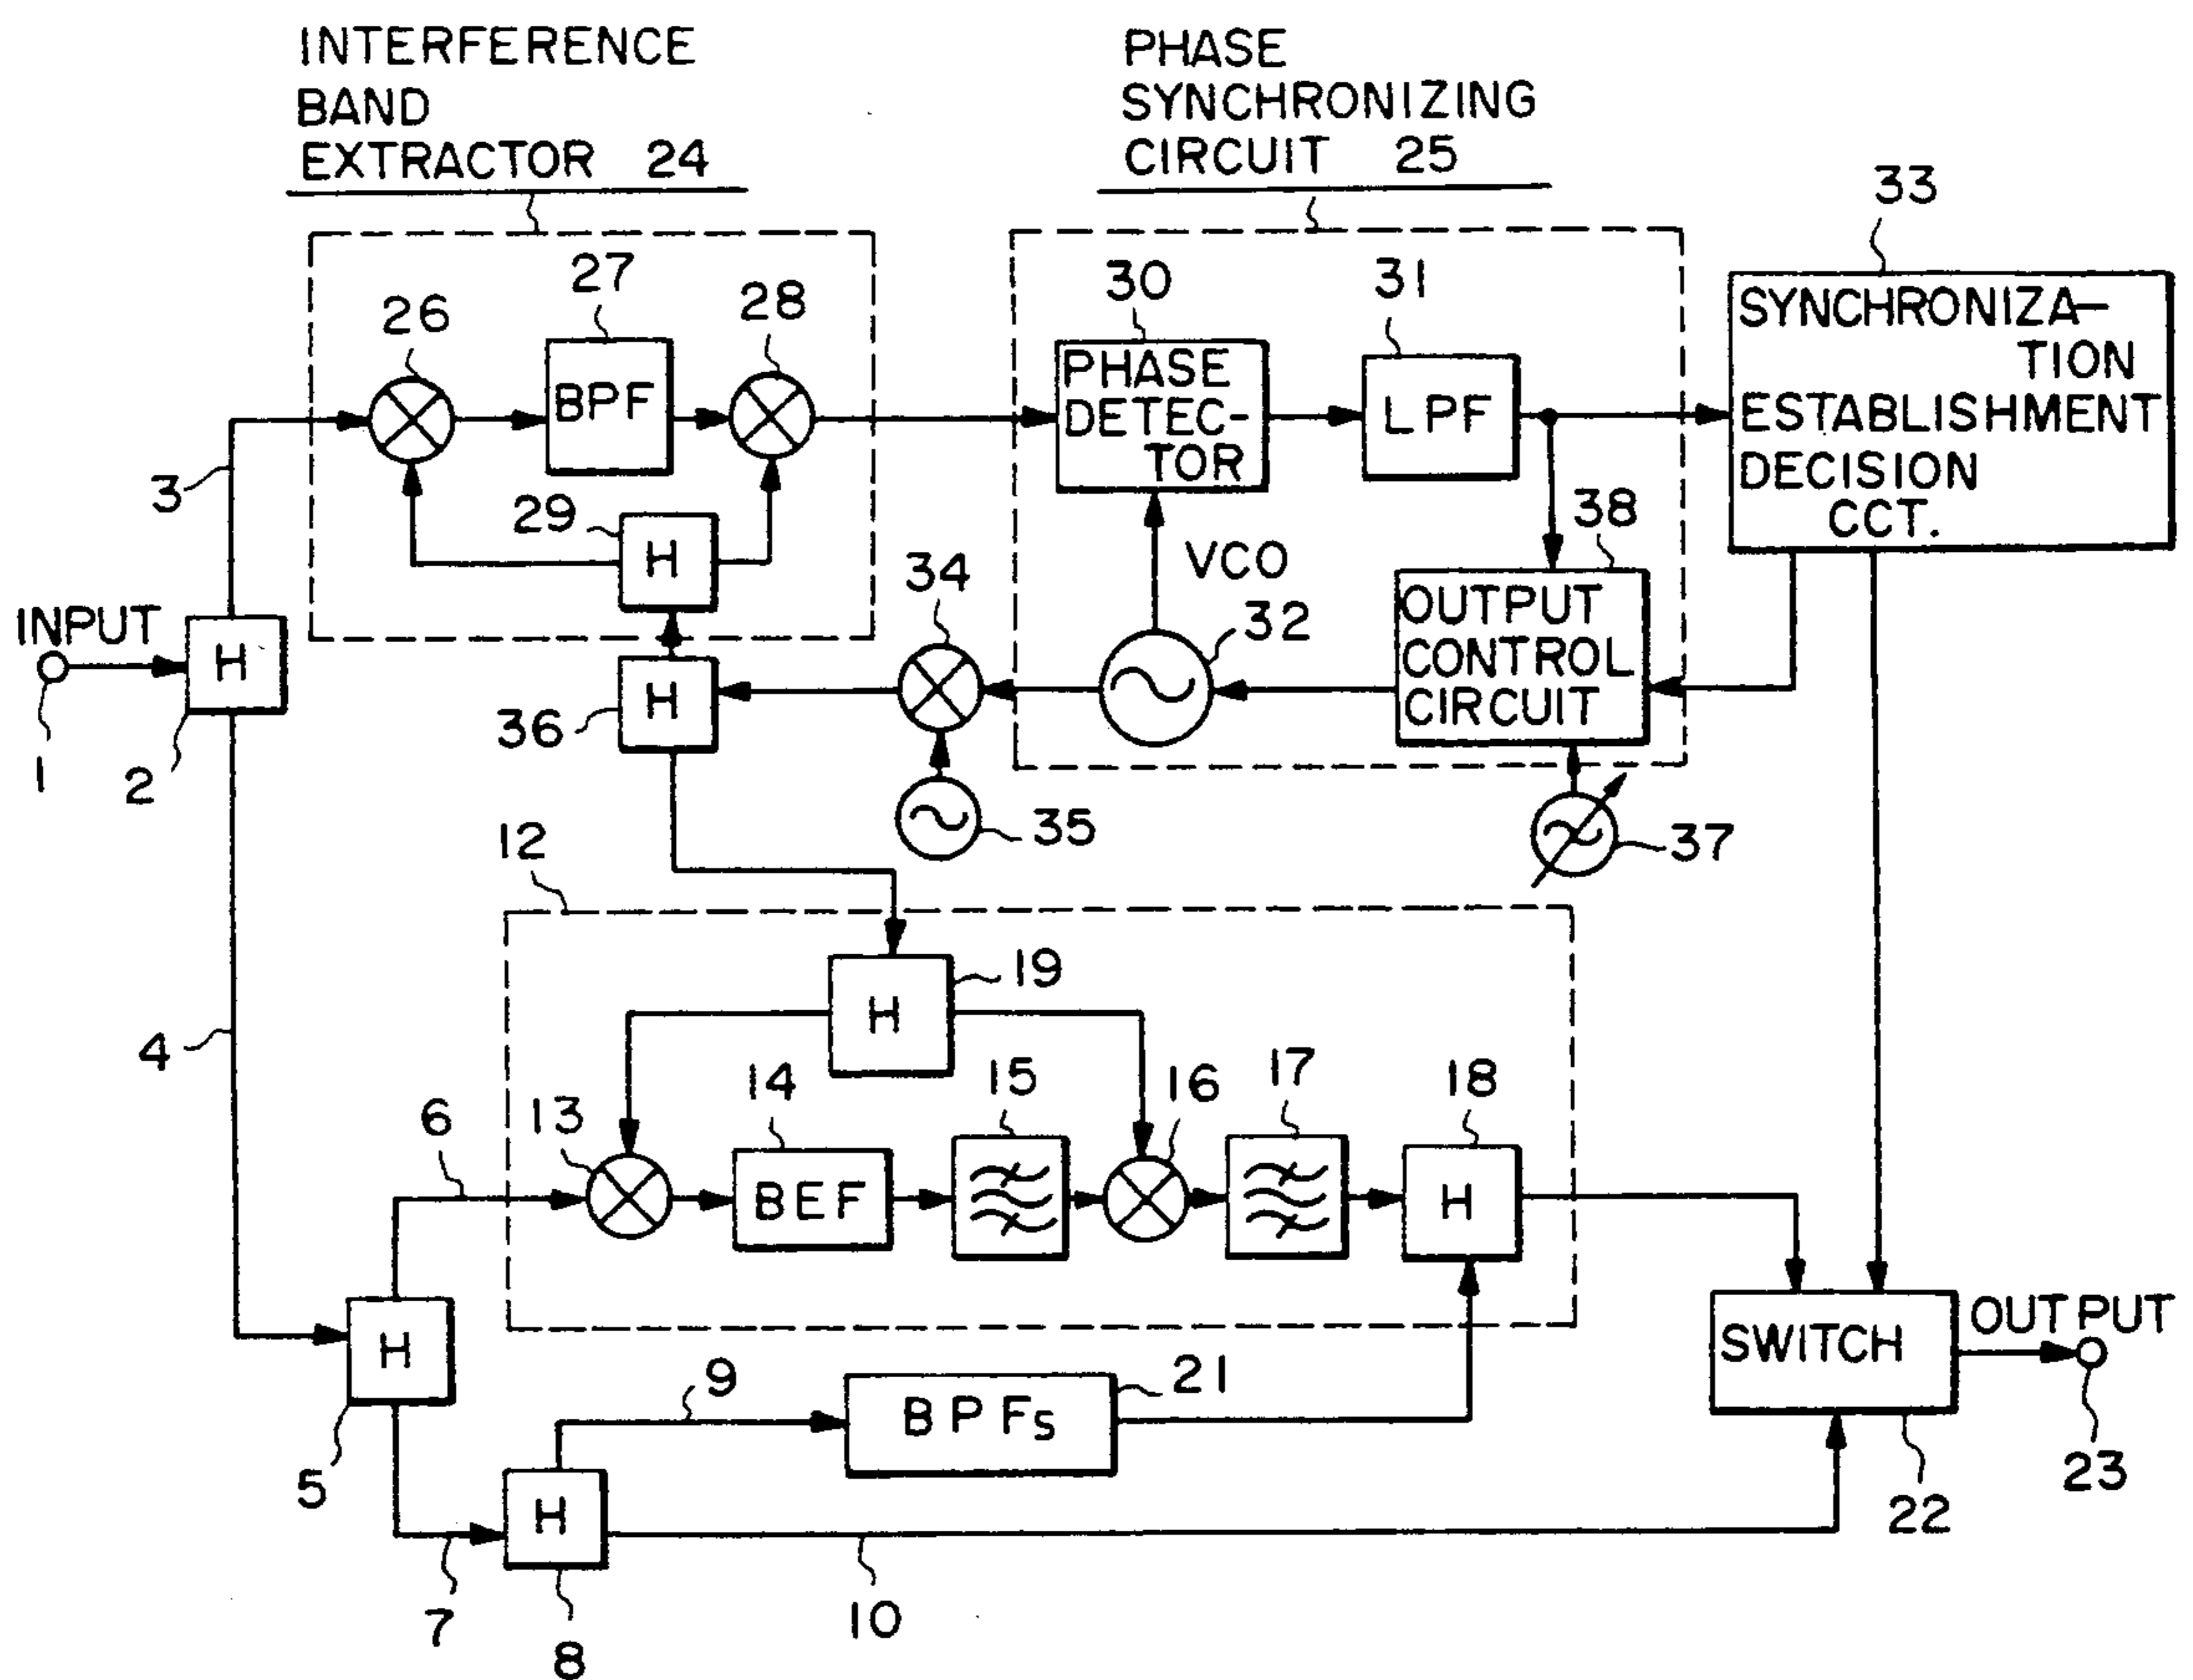 INTERFERENCE
BAND
EXTRACTOR 24
PHASE
SYNCHRONIZING
CIRCUIT 25
33
26
27
28
30
31
BPF
PHASE
DETEC-
TOR
LPF
SYNCHRONIZA-
TION
ESTABLISHMENT
DECISION
CCT.
3
29
H
34
VCO
32
38
OUTPUT
CONTROL
CIRCUIT
INPUT
H
1
2
36
H
35
37
12
19
H
4
6
13
14
15
16
17
18
BEF
H
H
5
7
H
8
9
BPFs
21
10
SWITCH
22
OUTPUT
23